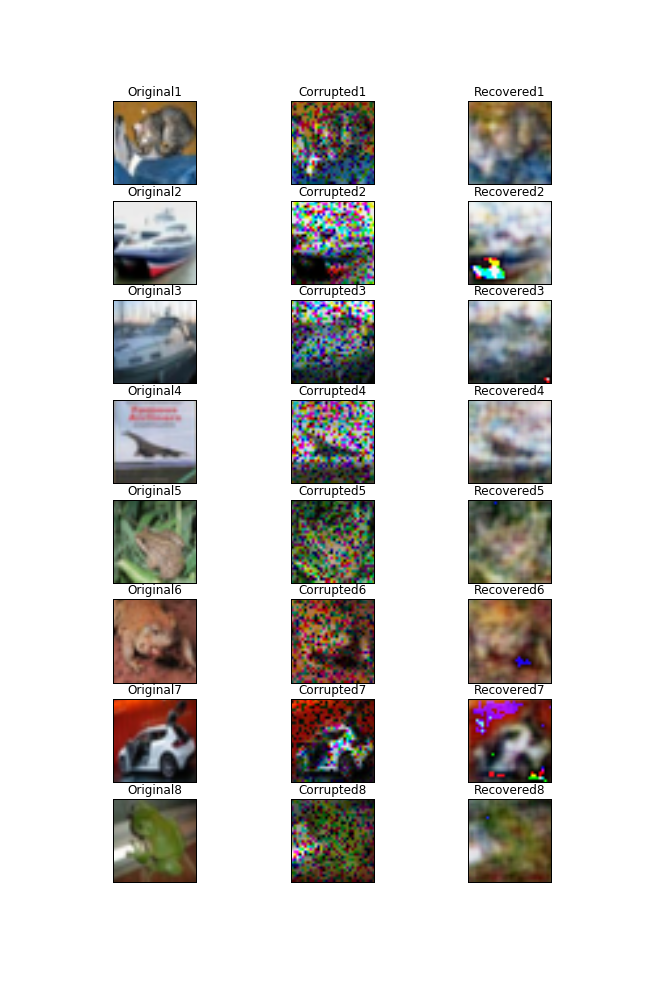 Original1 Corrupted1 Recovered1
Original2 Corrupted2 Recovered2
Original3 Corrupted3 Recovered3
Original4 Corrupted4 Recovered4
Original5 Corrupted5 Recovered5
Original6 Corrupted6 Recovered6
Original7 Corrupted7 Recovered7
Original8 Corrupted8 Recovered8